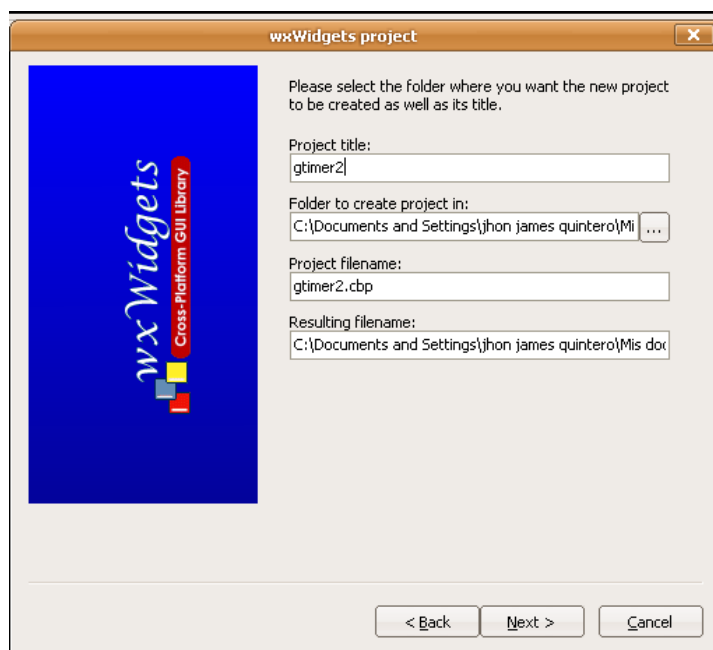 wxWidgets project
Please select the folder where you want the new project
to be created as well as its title.
Project title:
gtimer2
Folder to create project in:
C:\Documents and Settings\jhon james quintero\Mi
...
Project filename:
gtimer2.cbp
Resulting filename:
C:\Documents and Settings\jhon james quintero\Mis doc
wxWidgets
Cross-Platform GUI Library
< Back
Next >
Cancel